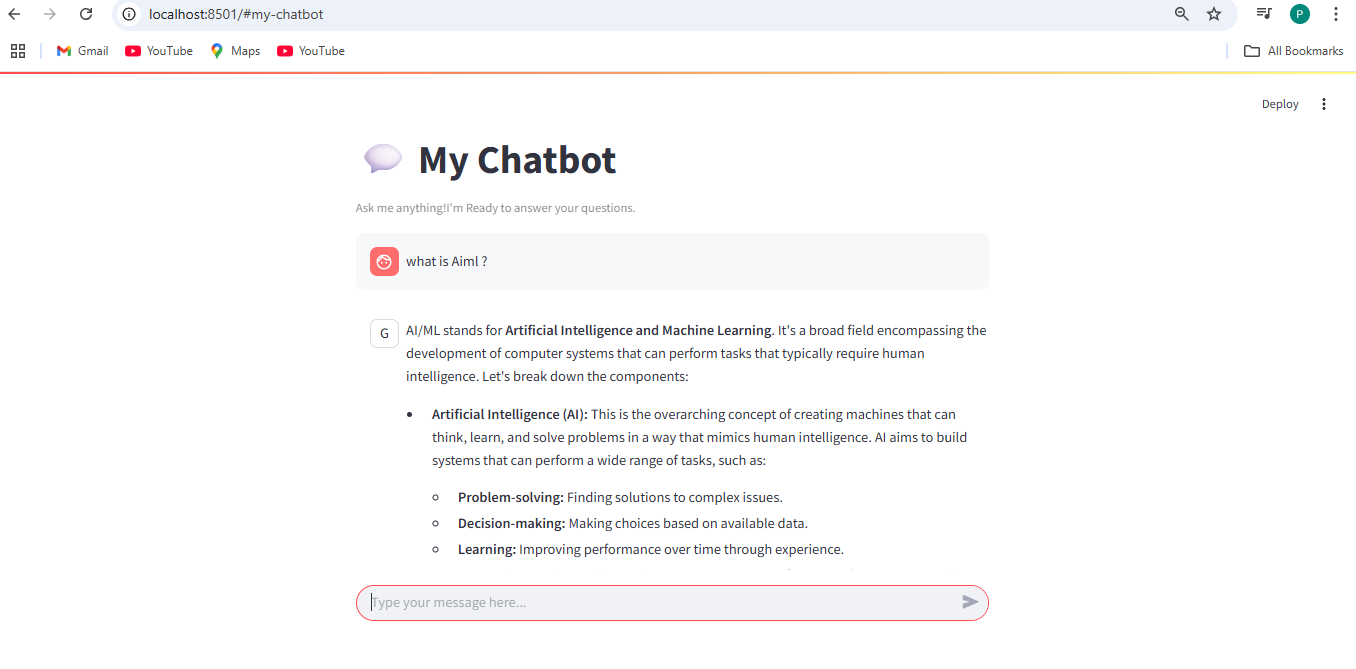 localhost:8501/#my-chatbot
P
Gmail YouTube Maps YouTube All Bookmarks
Deploy
My Chatbot
Ask me anything!I'm Ready to answer your questions.
what is Aiml ?
G
AI/ML stands for Artificial Intelligence and Machine Learning. It's a broad field encompassing the
development of computer systems that can perform tasks that typically require human
intelligence. Let's break down the components:
Artificial Intelligence (AI): This is the overarching concept of creating machines that can
think, learn, and solve problems in a way that mimics human intelligence. AI aims to build
systems that can perform a wide range of tasks, such as:
Problem-solving: Finding solutions to complex issues.
Decision-making: Making choices based on available data.
Learning: Improving performance over time through experience.
Type your message here...